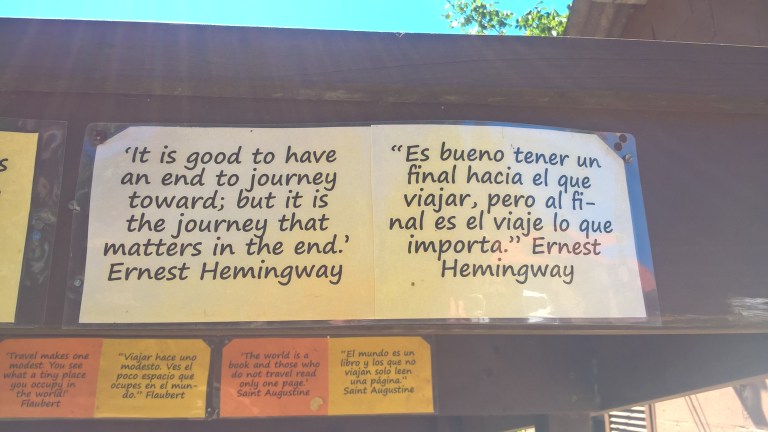 s
'It is good to have
an end to journey
toward; but it is
the journey that
matters in the end.'
Ernest Hemingway
"Es bueno tener un
final hacia el que
viajar, pero al fi-
nal es el viaje lo que
importa." Ernest
Hemingway
'Travel makes one
modest. You see
what a tiny place
you occupy in
the world!'
Flaubert
"Viajar hace uno
modesto. Ves el
poco espacio que
ocupes en el mun-
do." Flaubert
'The world is a
book and those who
do not travel read
only one page.'
Saint Augustine
"El mundo es un
libro y los que no
viajan solo leen
una página."
Saint Augustine